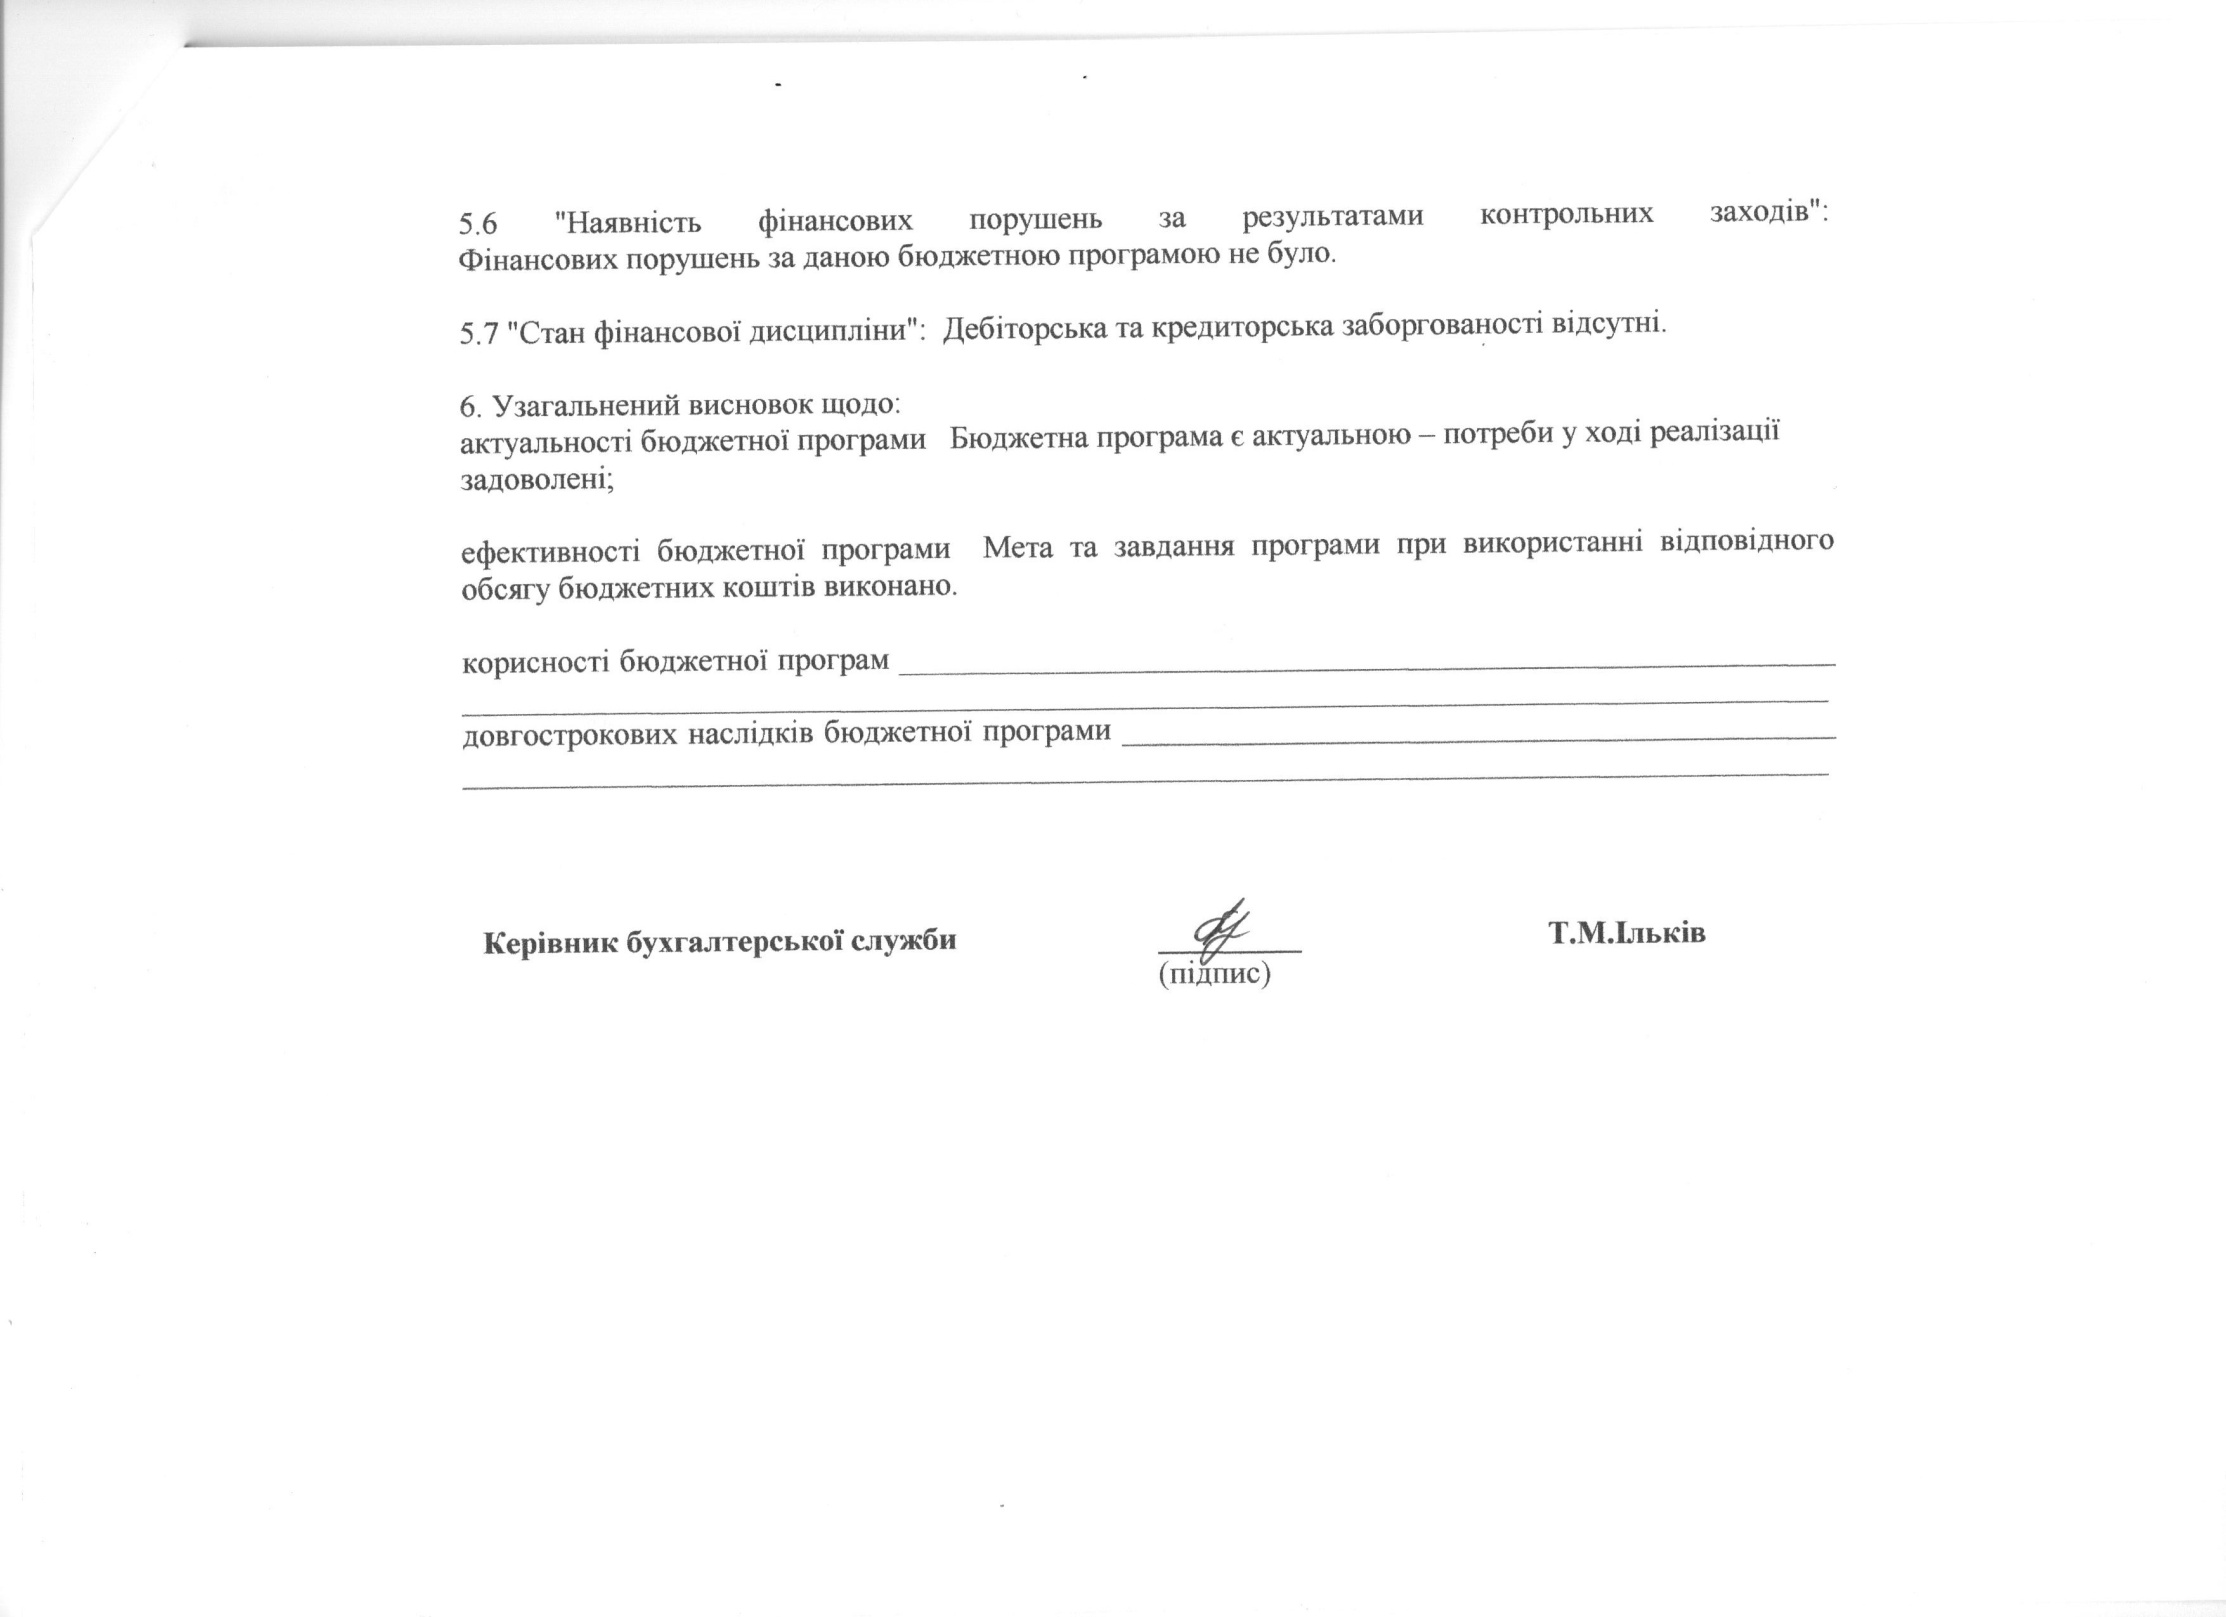 5.6 "Наявність фінансових порушень за результатами контрольних заходів":
Фінансових порушень за даною бюджетною програмою не було.
5.7 "Стан фінансової дисципліни": Дебіторська та кредиторська заборгованості відсутні.
6. Узагальнений висновок щодо:
актуальності бюджетної програми Бюджетна програма є актуальною – потреби у ході реалізації
задоволені;
ефективності бюджетної програми Мета та завдання програми при використанні відповідного
обсягу бюджетних коштів виконано.
корисності бюджетної програм
довгострокових наслідків бюджетної програми
Керівник бухгалтерської служби Т.М.Ільків
(підпис)